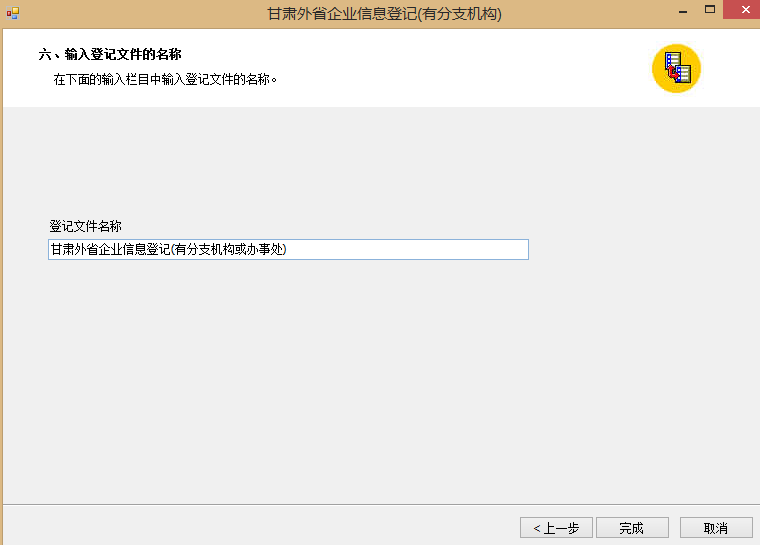 甘肃外省企业信息登记(有分支机构)
六、输入登记文件的名称
在下面的输入栏目中输入登记文件的名称。
登记文件名称
甘肃外省企业信息登记(有分支机构或办事处)
< 上一步
完成
取消